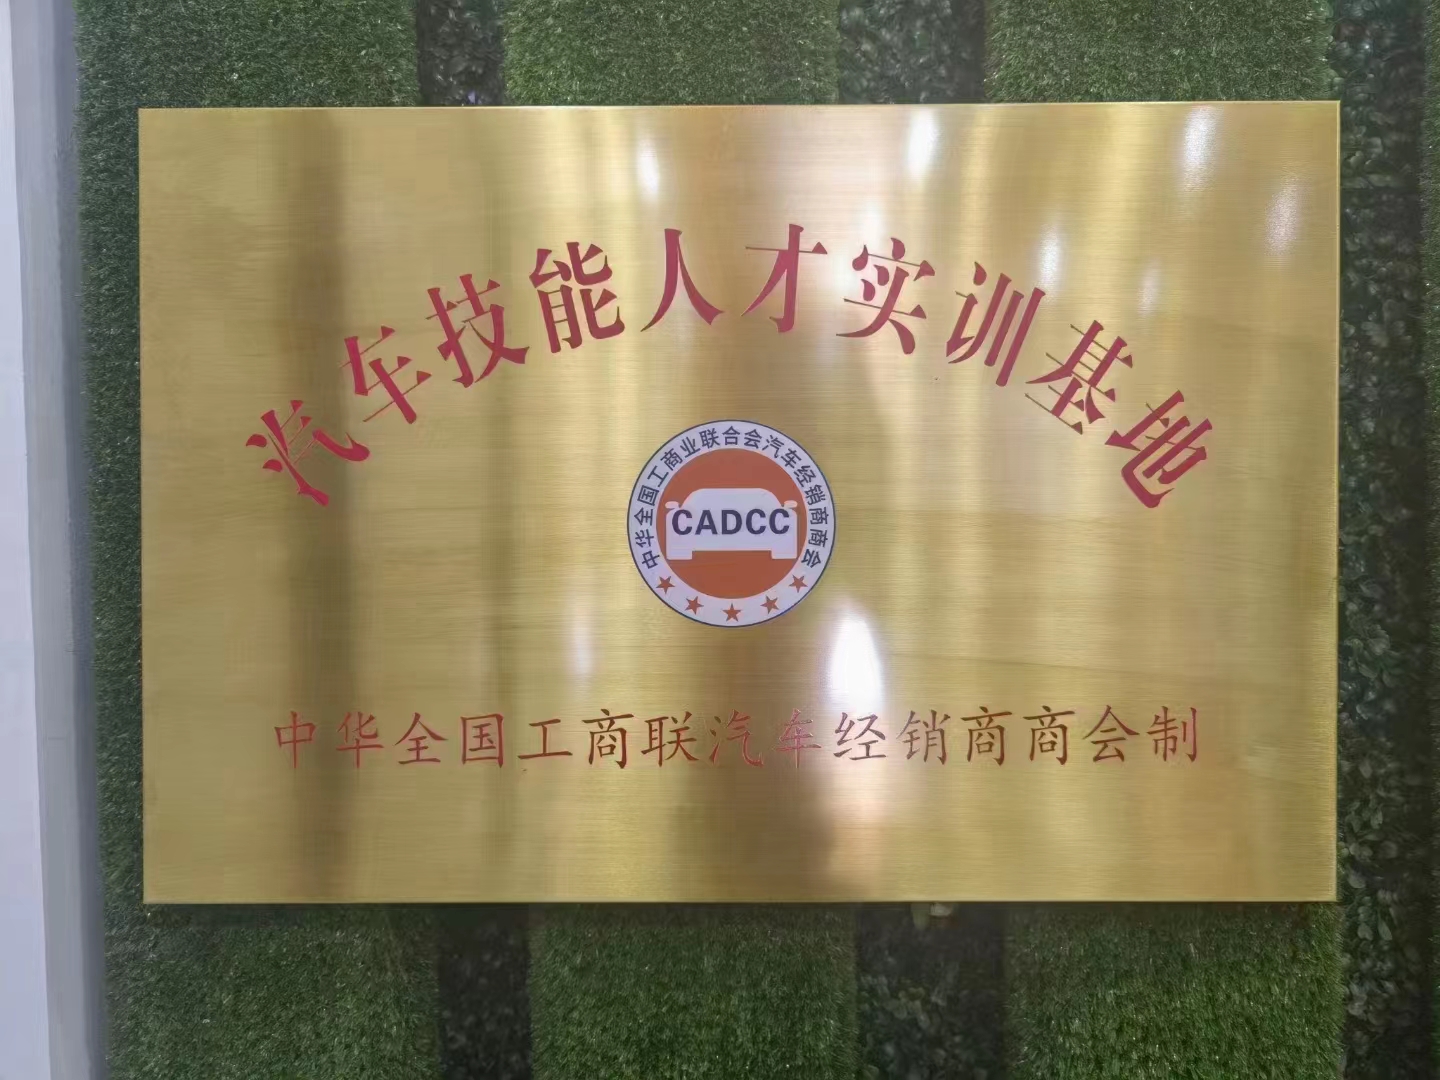 汽车技能人才实训基地
中华全国工商业联合会汽车经销商商会
CADCC
中华全国工商联汽车经销商商会制